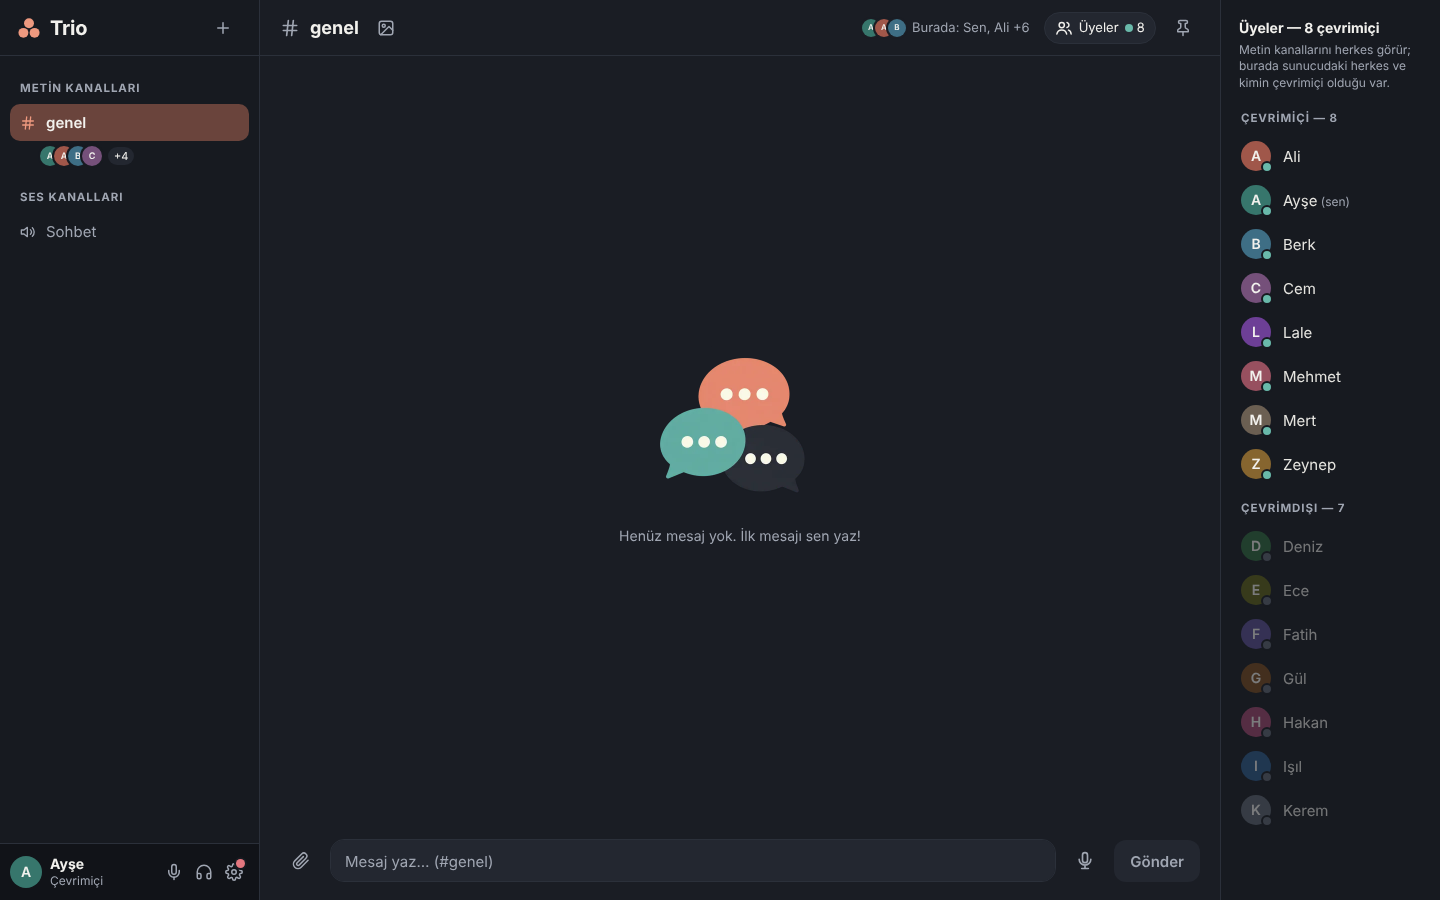 Trio
METİN KANALLARI
genel
A A B C +4
SES KANALLARI
Sohbet
A
Ayşe
Çevrimiçi
# genel
A A B Burada: Sen, Ali +6
Üyeler 8
Henüz mesaj yok. İlk mesajı sen yaz!
Mesaj yaz... (#genel)
Gönder
Üyeler — 8 çevrimiçi
Metin kanallarını herkes görür;
burada sunucudaki herkes ve
kimin çevrimiçi olduğu var.
ÇEVRİMİÇİ — 8
A Ali
A Ayşe (sen)
B Berk
C Cem
L Lale
M Mehmet
M Mert
Z Zeynep
ÇEVRİMDIŞI — 7
D Deniz
E Ece
F Fatih
G Gül
H Hakan
I Işıl
K Kerem